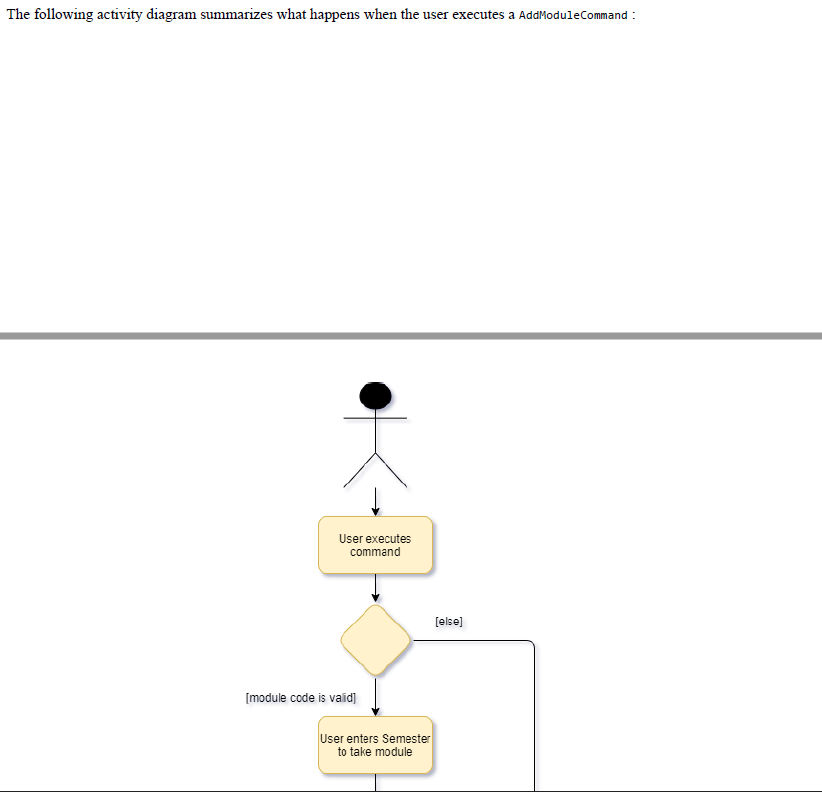 The following activity diagram summarizes what happens when the user executes a AddModuleCommand :
User executes
command
[else]
[module code is valid]
User enters Semester
to take module